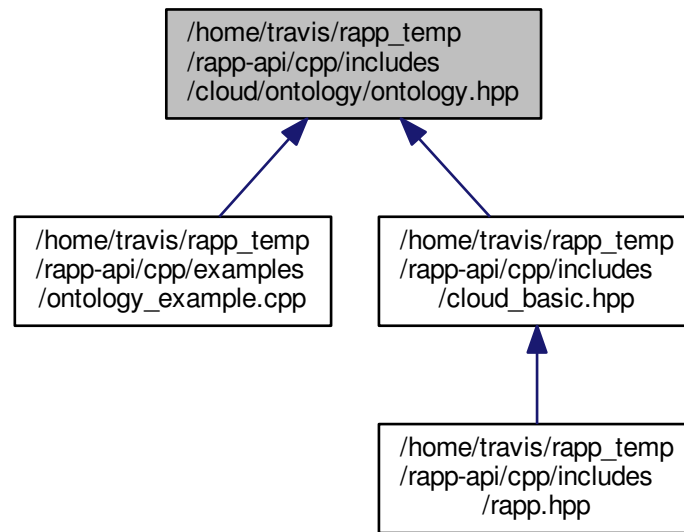 /home/travis/rapp_temp
/rapp-api/cpp/includes
/cloud/ontology/ontology.hpp
/home/travis/rapp_temp
/rapp-api/cpp/examples
/ontology_example.cpp
/home/travis/rapp_temp
/rapp-api/cpp/includes
/cloud_basic.hpp
/home/travis/rapp_temp
/rapp-api/cpp/includes
/rapp.hpp